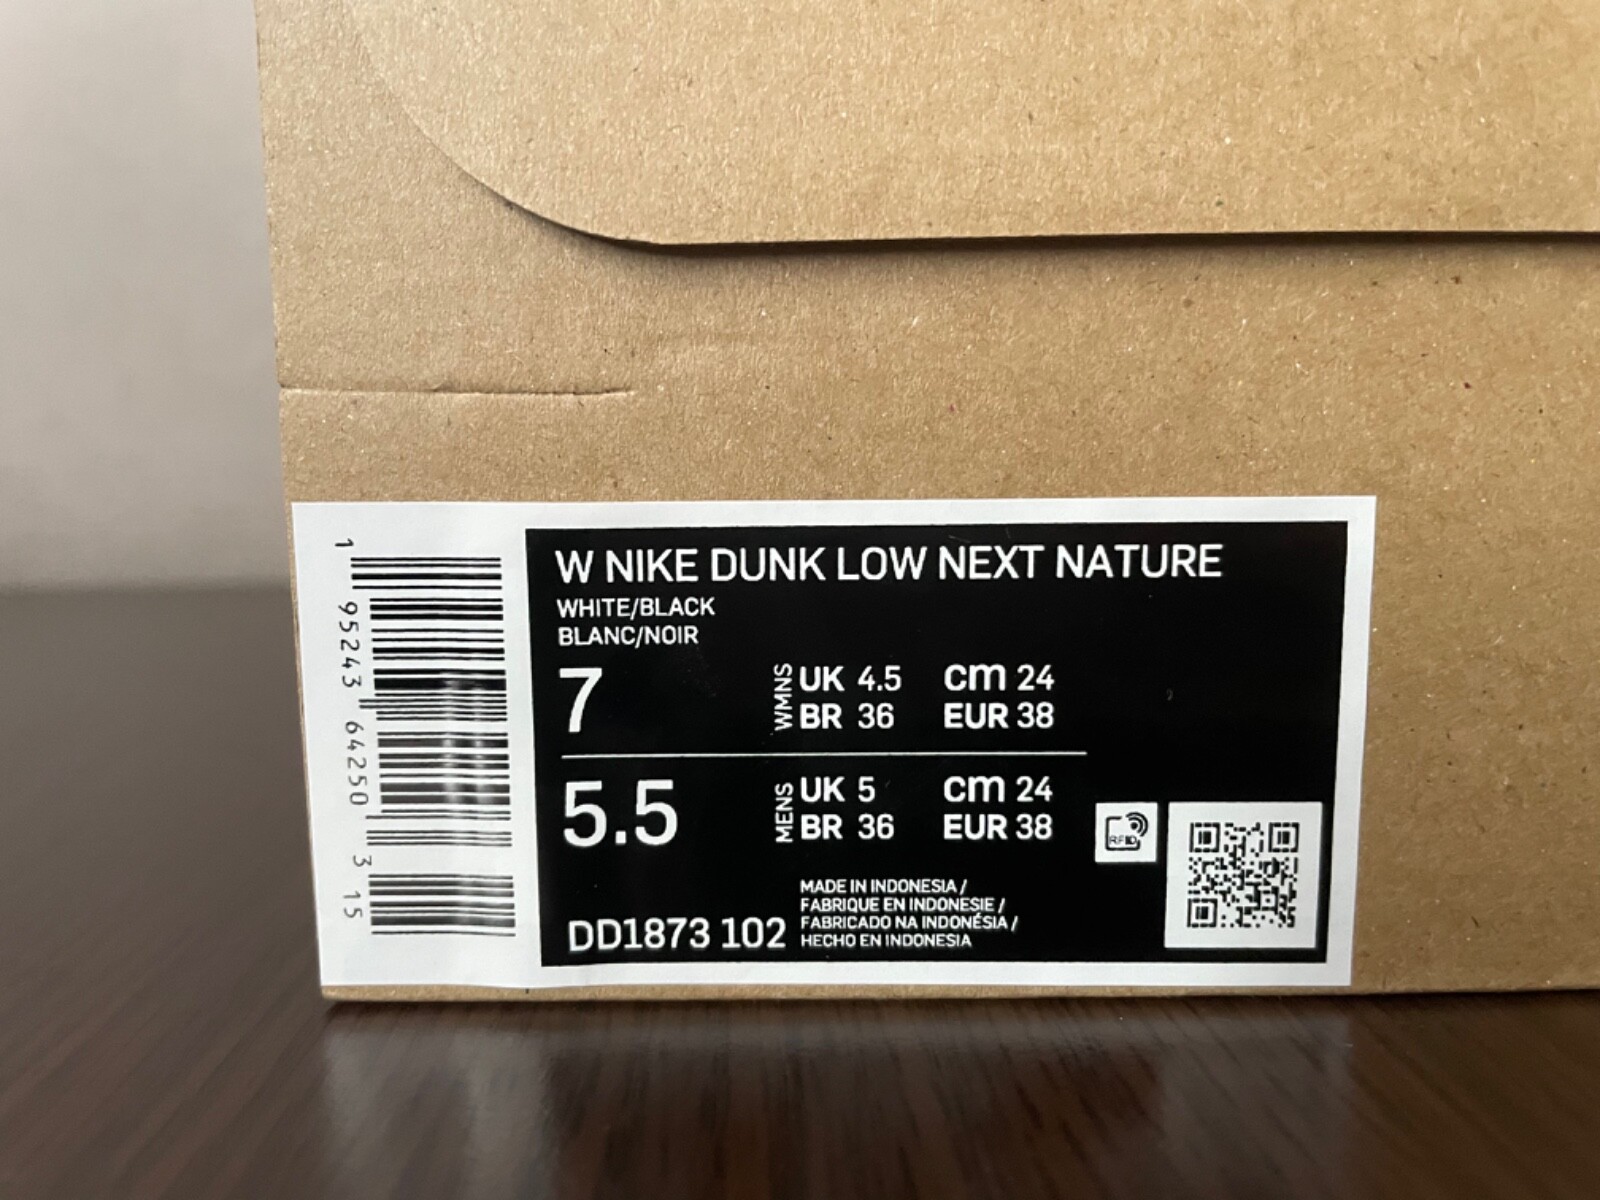 1 95243 64250 3 15
W NIKE DUNK LOW NEXT NATURE
WHITE/BLACK
BLANC/NOIR
7
WMNS
UK 4.5 cm 24
BR 36 EUR 38
5.5
MENS
UK 5 cm 24
BR 36 EUR 38
DD1873 102
MADE IN INDONESIA /
FABRIQUE EN INDONESIE /
FABRICADO NA INDONÉSIA /
HECHO EN INDONESIA
RFID